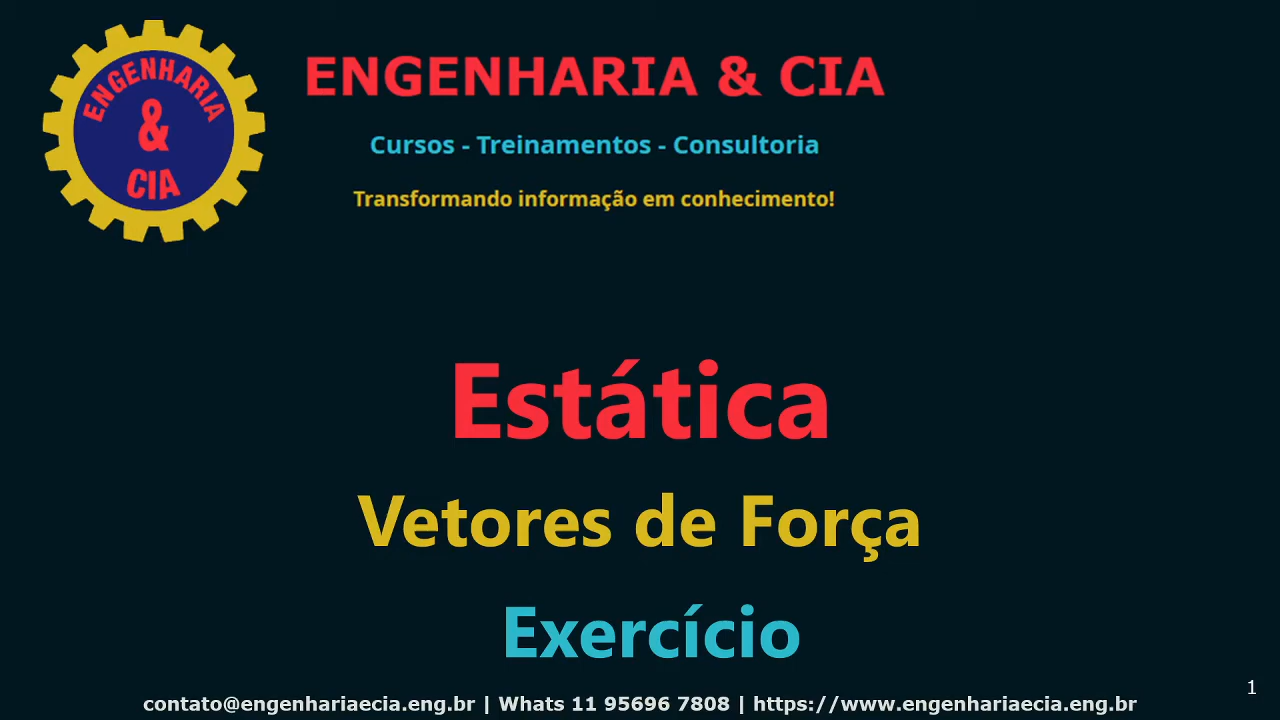 ENGENHARIA
&
CIA
ENGENHARIA & CIA
Cursos - Treinamentos - Consultoria
Transformando informação em conhecimento!
Estática
Vetores de Força
Exercício
1
contato@engenhariaecia.eng.br | Whats 11 95696 7808 | https://www.engenhariaecia.eng.br